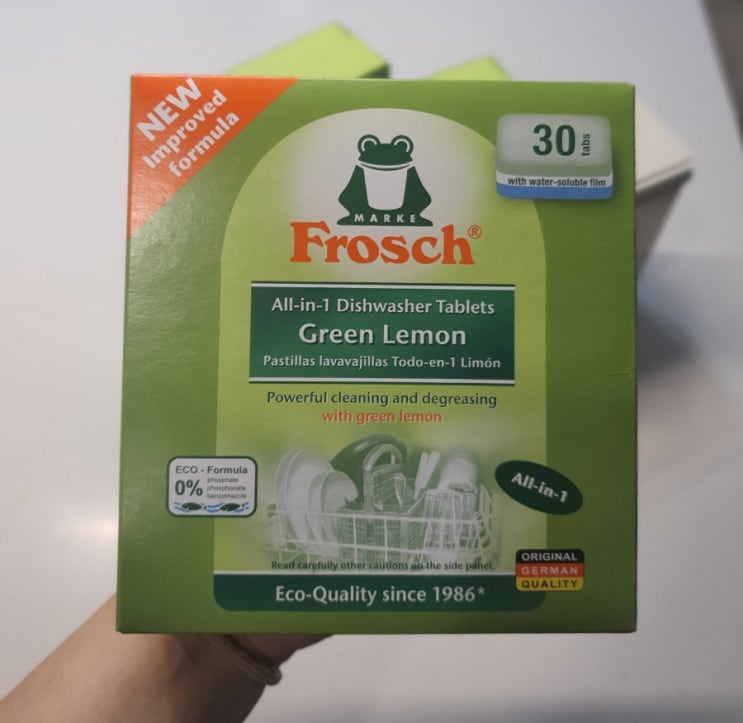 NEW
Improved
formula
30 tabs
with water-soluble film
MARKE
Frosch®
All-in-1 Dishwasher Tablets
Green Lemon
Pastillas lavavajillas Todo-en-1 Limón
Powerful cleaning and degreasing
with green lemon
ECO - Formula
0% phosphate
phosphonate
benzotriazole
All-in-1
Read carefully other cautions on the side panel.
ORIGINAL
GERMAN
QUALITY
Eco-Quality since 1986*